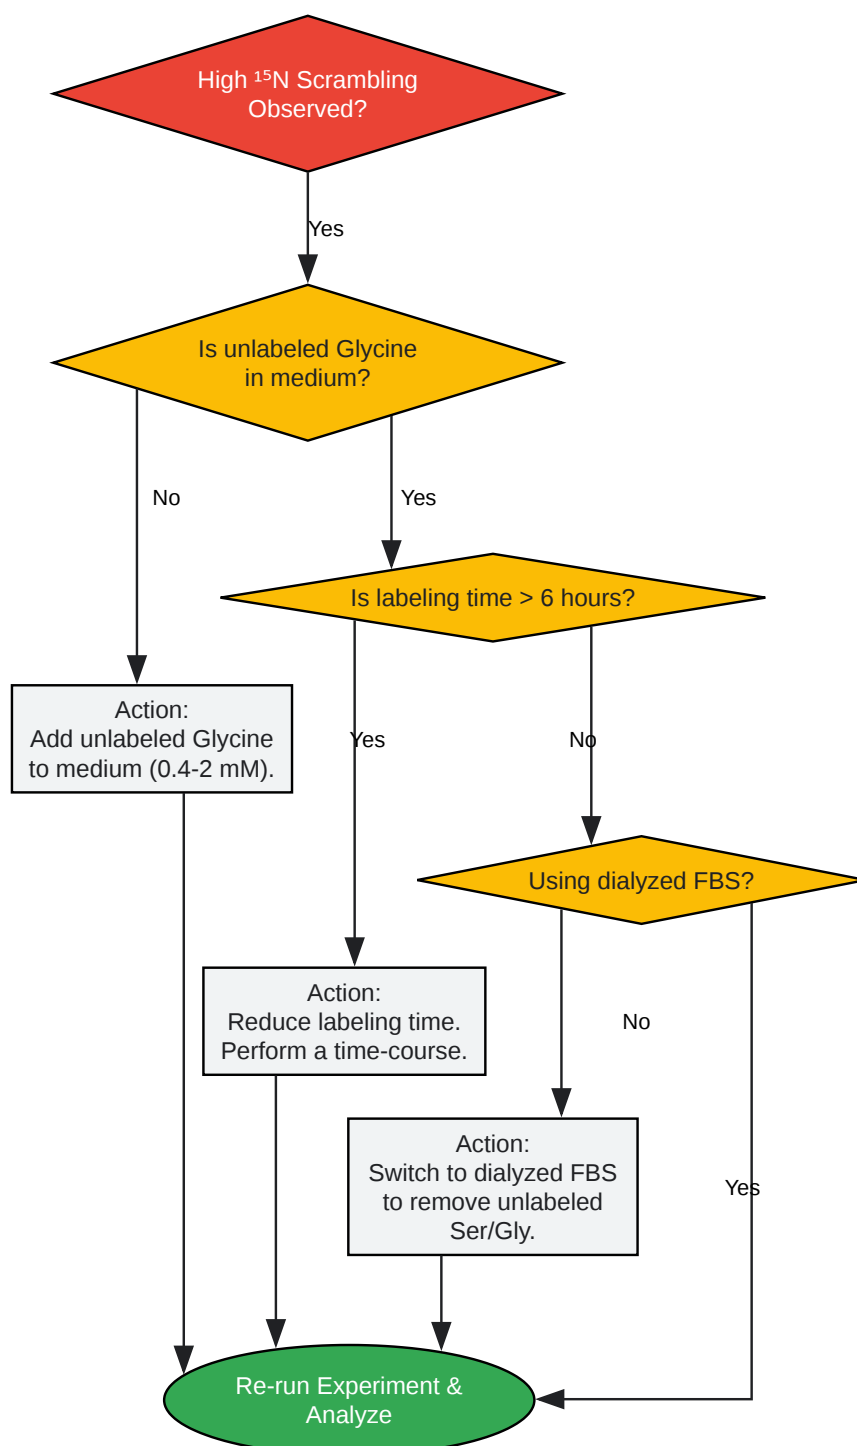 High ¹⁵N Scrambling
Observed?
Yes
Is unlabeled Glycine
in medium?
No
Yes
Is labeling time > 6 hours?
Action:
Add unlabeled Glycine
to medium (0.4-2 mM).
Yes
No
Using dialyzed FBS?
Action:
Reduce labeling time.
Perform a time-course.
No
Action:
Switch to dialyzed FBS
to remove unlabeled
Ser/Gly.
Yes
Re-run Experiment &
Analyze